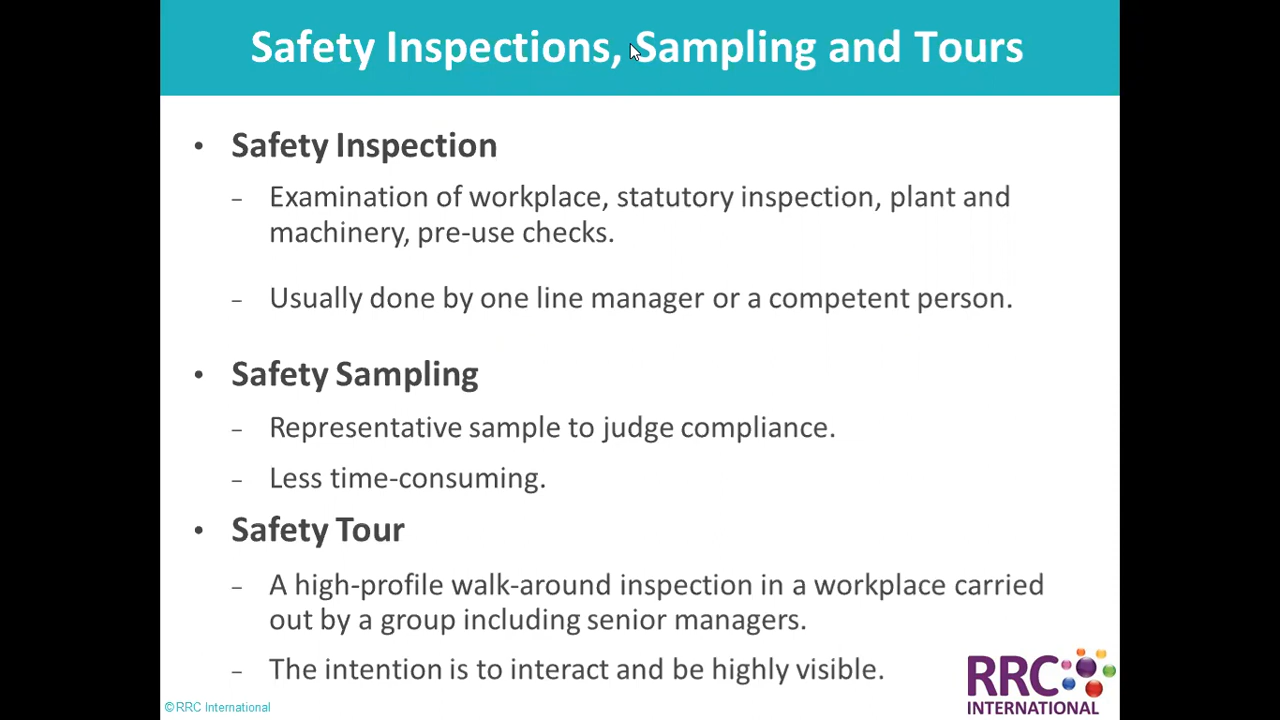 Safety Inspections, Sampling and Tours
• Safety Inspection
– Examination of workplace, statutory inspection, plant and
machinery, pre-use checks.
– Usually done by one line manager or a competent person.
• Safety Sampling
– Representative sample to judge compliance.
– Less time-consuming.
• Safety Tour
– A high-profile walk-around inspection in a workplace carried
out by a group including senior managers.
– The intention is to interact and be highly visible.
RRC
INTERNATIONAL
©RRC International